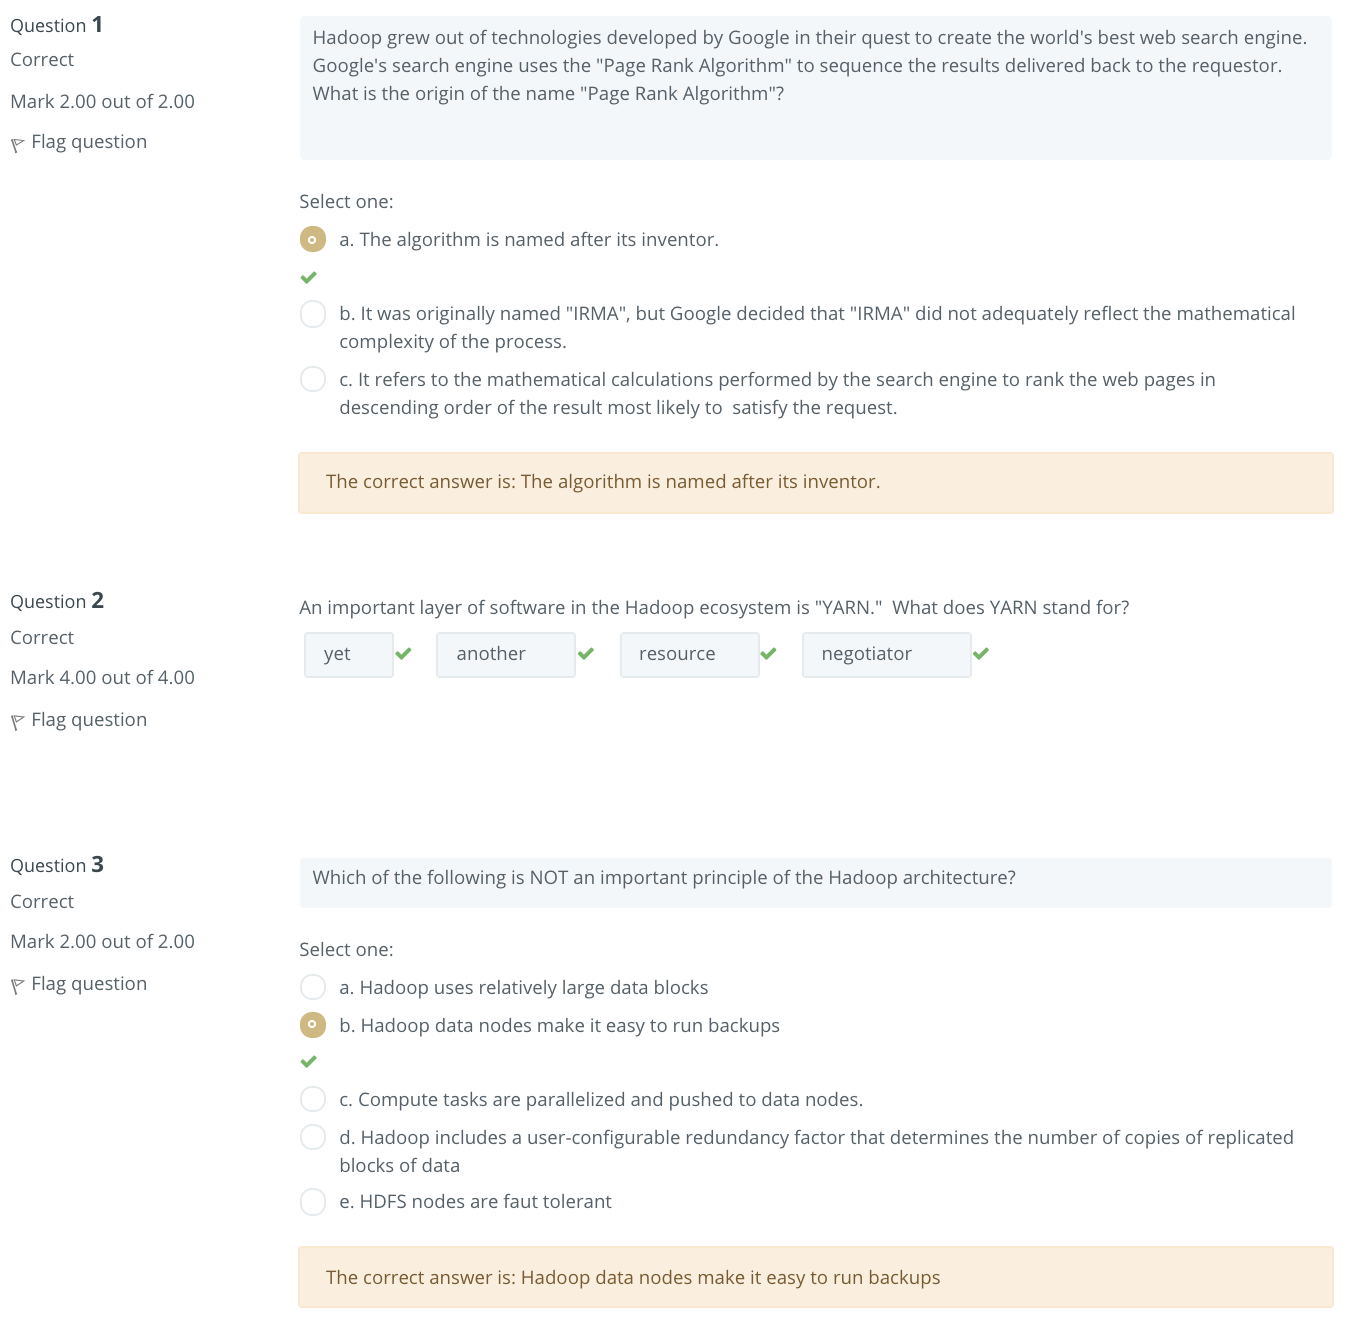 Question 1
Correct
Mark 2.00 out of 2.00
Flag question
Hadoop grew out of technologies developed by Google in their quest to create the world's best web search engine.
Google's search engine uses the "Page Rank Algorithm" to sequence the results delivered back to the requestor.
What is the origin of the name "Page Rank Algorithm"?
Select one:
a. The algorithm is named after its inventor.
b. It was originally named "IRMA", but Google decided that "IRMA" did not adequately reflect the mathematical
complexity of the process.
c. It refers to the mathematical calculations performed by the search engine to rank the web pages in
descending order of the result most likely to  satisfy the request.
The correct answer is: The algorithm is named after its inventor.
Question 2
Correct
Mark 4.00 out of 4.00
Flag question
An important layer of software in the Hadoop ecosystem is "YARN."  What does YARN stand for?
yet another resource negotiator
Question 3
Correct
Mark 2.00 out of 2.00
Flag question
Which of the following is NOT an important principle of the Hadoop architecture?
Select one:
a. Hadoop uses relatively large data blocks
b. Hadoop data nodes make it easy to run backups
c. Compute tasks are parallelized and pushed to data nodes.
d. Hadoop includes a user-configurable redundancy factor that determines the number of copies of replicated
blocks of data
e. HDFS nodes are faut tolerant
The correct answer is: Hadoop data nodes make it easy to run backups